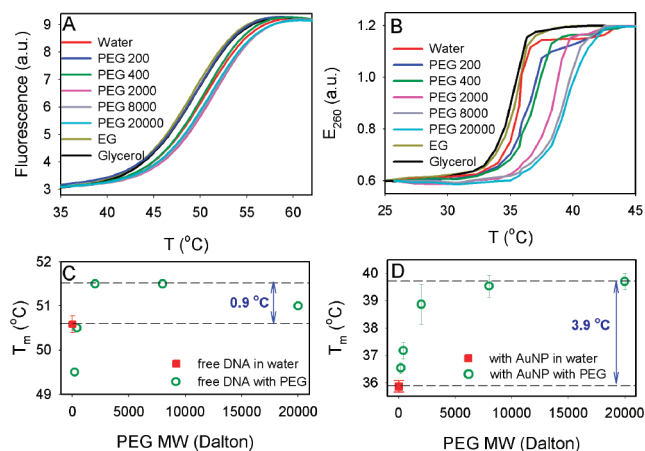 A
9
8
7
6
5
4
3
Fluorescence (a.u.)
Water
PEG 200
PEG 400
PEG 2000
PEG 8000
PEG 20000
EG
Glycerol
35 40 45 50 55 60
T (°C)
B
1.2
1.0
0.8
0.6
0.4
E260 (a.u.)
Water
PEG 200
PEG 400
PEG 2000
PEG 8000
PEG 20000
EG
Glycerol
25 30 35 40 45
T (°C)
C
52
51
50
49
Tm (°C)
0.9 °C
free DNA in water
free DNA with PEG
0 5000 10000 15000 20000
PEG MW (Dalton)
D
40
39
38
37
36
Tm (°C)
3.9 °C
with AuNP in water
with AuNP with PEG
0 5000 10000 15000 20000
PEG MW (Dalton)